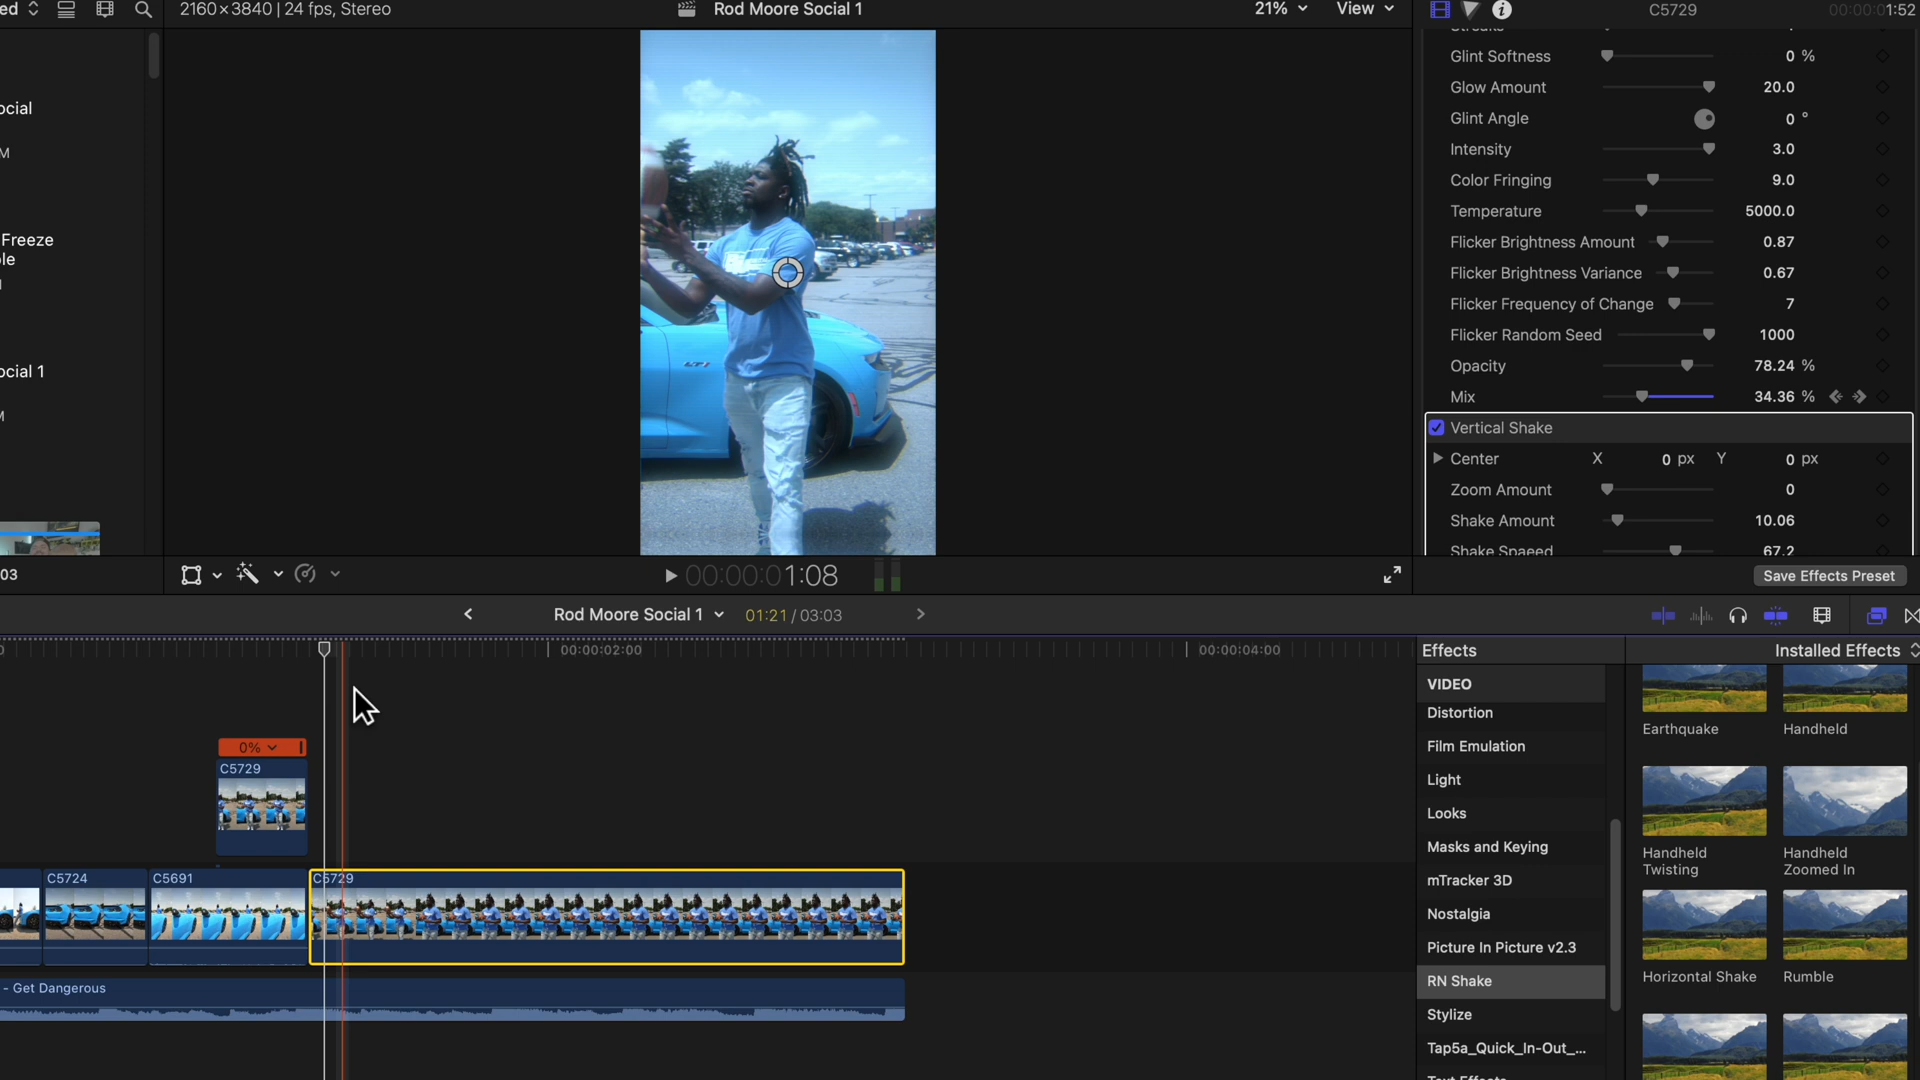 ed
2160×3840 | 24 fps, Stereo
Rod Moore Social 1
21%
View
C5729
00:00:01:52
Streaks
Glint Softness 0 %
Glow Amount 20.0
Glint Angle 0 °
Intensity 3.0
Color Fringing 9.0
Temperature 5000.0
Flicker Brightness Amount 0.87
Flicker Brightness Variance 0.67
Flicker Frequency of Change 7
Flicker Random Seed 1000
Opacity 78.24 %
Mix 34.36 %
Vertical Shake
Center X 0 px Y 0 px
Zoom Amount 0
Shake Amount 10.06
Shake Spaeed 67.2
Save Effects Preset
ocial
M
Freeze
le
ocial 1
03
00:00:01:08
Rod Moore Social 1 01:21 / 03:03
00:00:02:00
00:00:04:00
0%
C5729
C5724
C5691
C5729
- Get Dangerous
Effects
Installed Effects
VIDEO
Distortion
Film Emulation
Light
Looks
Masks and Keying
mTracker 3D
Nostalgia
Picture In Picture v2.3
RN Shake
Stylize
Tap5a_Quick_In-Out_...
Text Effects
Earthquake
Handheld
Handheld
Twisting
Handheld
Zoomed In
Horizontal Shake
Rumble